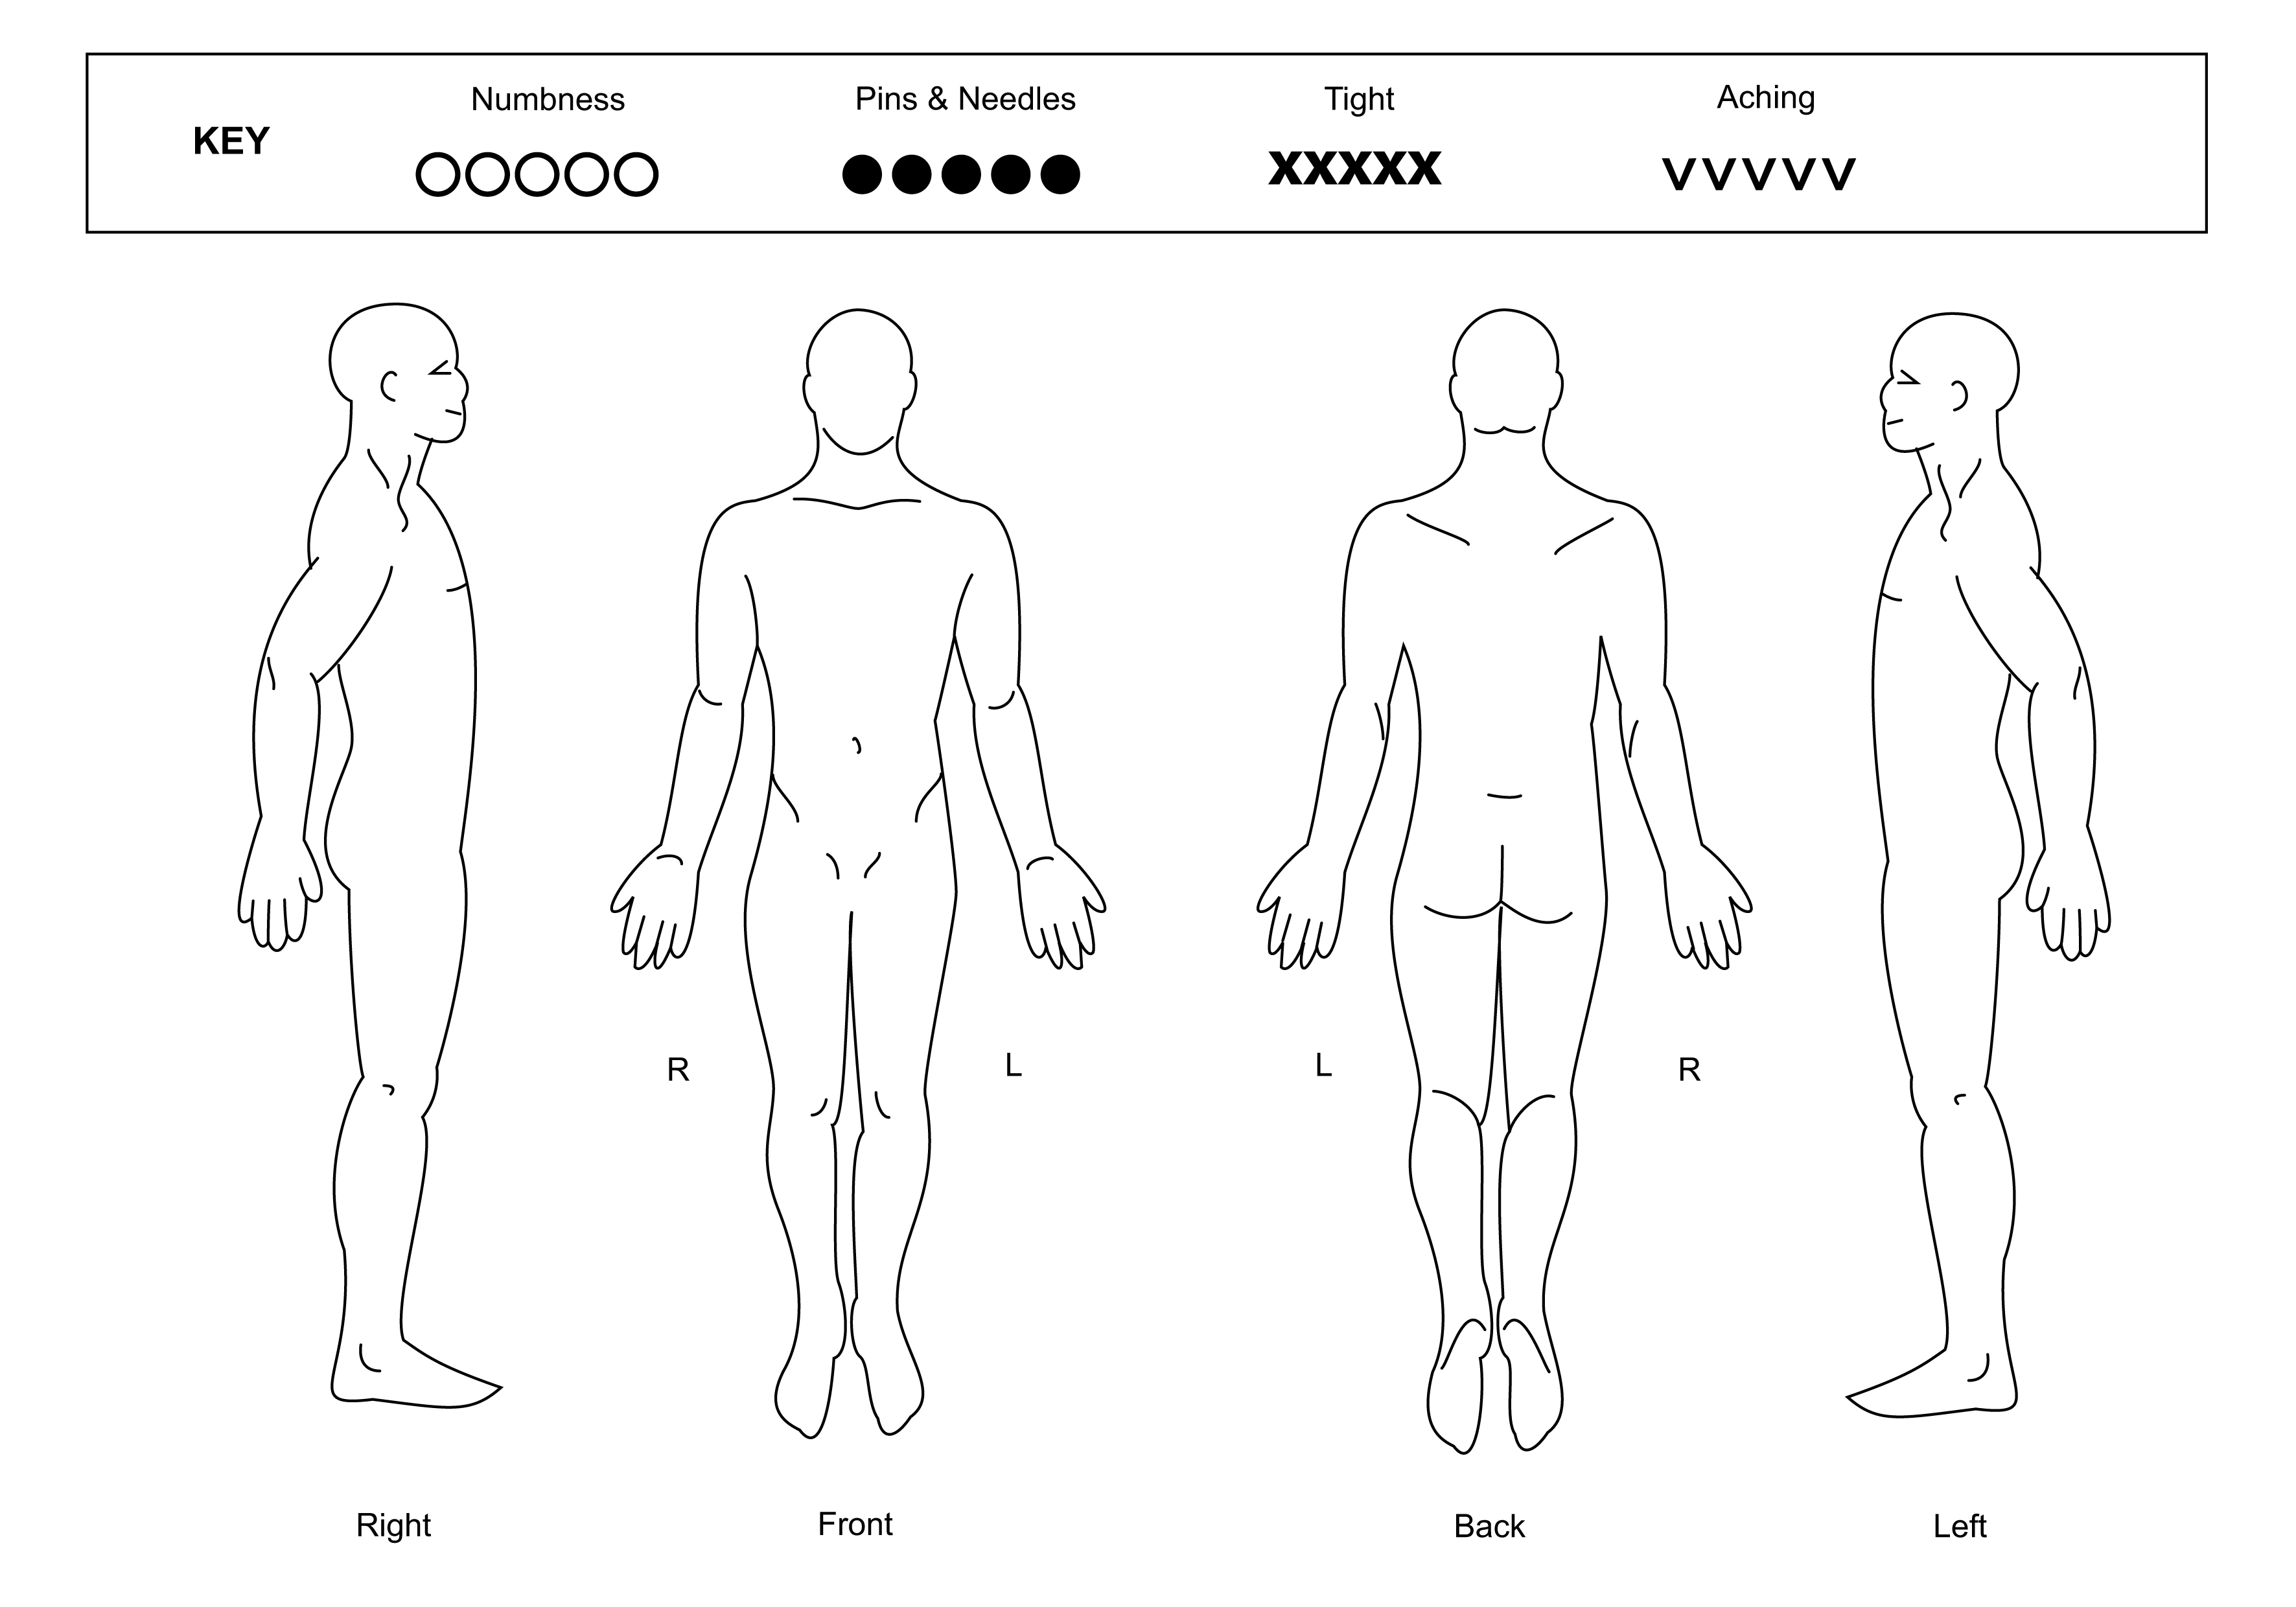 Numbness Pins & Needles Tight Aching
KEY
XXXXX VVVVV
R L L R
Right Front Back Left